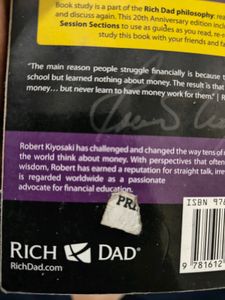 Book study is a part of the Rich Dad philosophy: rea
and discuss again. This 20th Anniversary edition inclu
Session Sections to use as guides as you read, re-
study this book with your friends and fa
"The main reason people struggle financially is because t
school but learned nothing about money. The result is that
money... but never learn to have money work for them." | R
Robert Kiyosaki has challenged and changed the way tens of
the world think about money. With perspectives that often
wisdom, Robert has earned a reputation for straight talk, irre
is regarded worldwide as a passionate
advocate for financial education.
PRI
ISBN 976
RICH DAD®
RichDad.com
9 781612